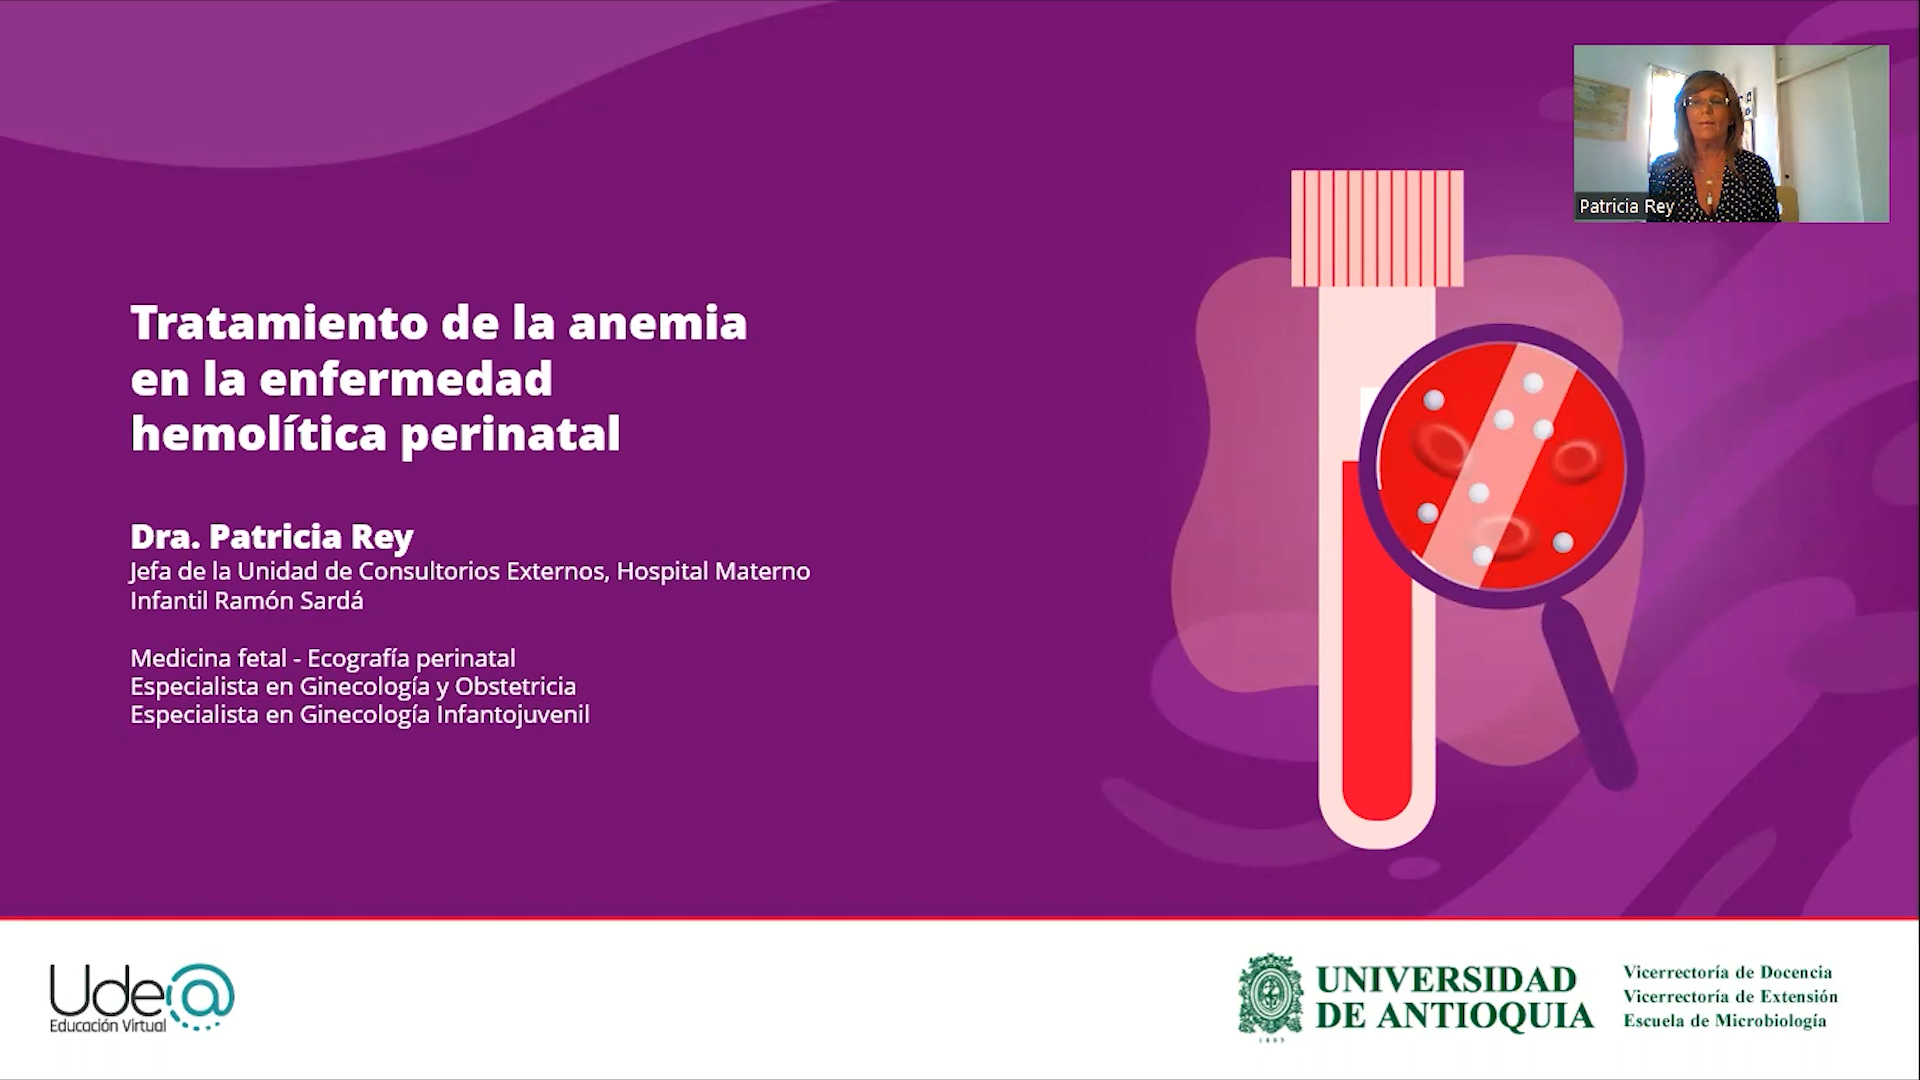 Patricia Rey
Tratamiento de la anemia
en la enfermedad
hemolítica perinatal
Dra. Patricia Rey
Jefa de la Unidad de Consultorios Externos, Hospital Materno
Infantil Ramón Sardá
Medicina fetal - Ecografía perinatal
Especialista en Ginecología y Obstetricia
Especialista en Ginecología Infantojuvenil
Ude@
Educación Virtual
UNIVERSIDAD
DE ANTIOQUIA
1803
Vicerrectoría de Docencia
Vicerrectoría de Extensión
Escuela de Microbiología